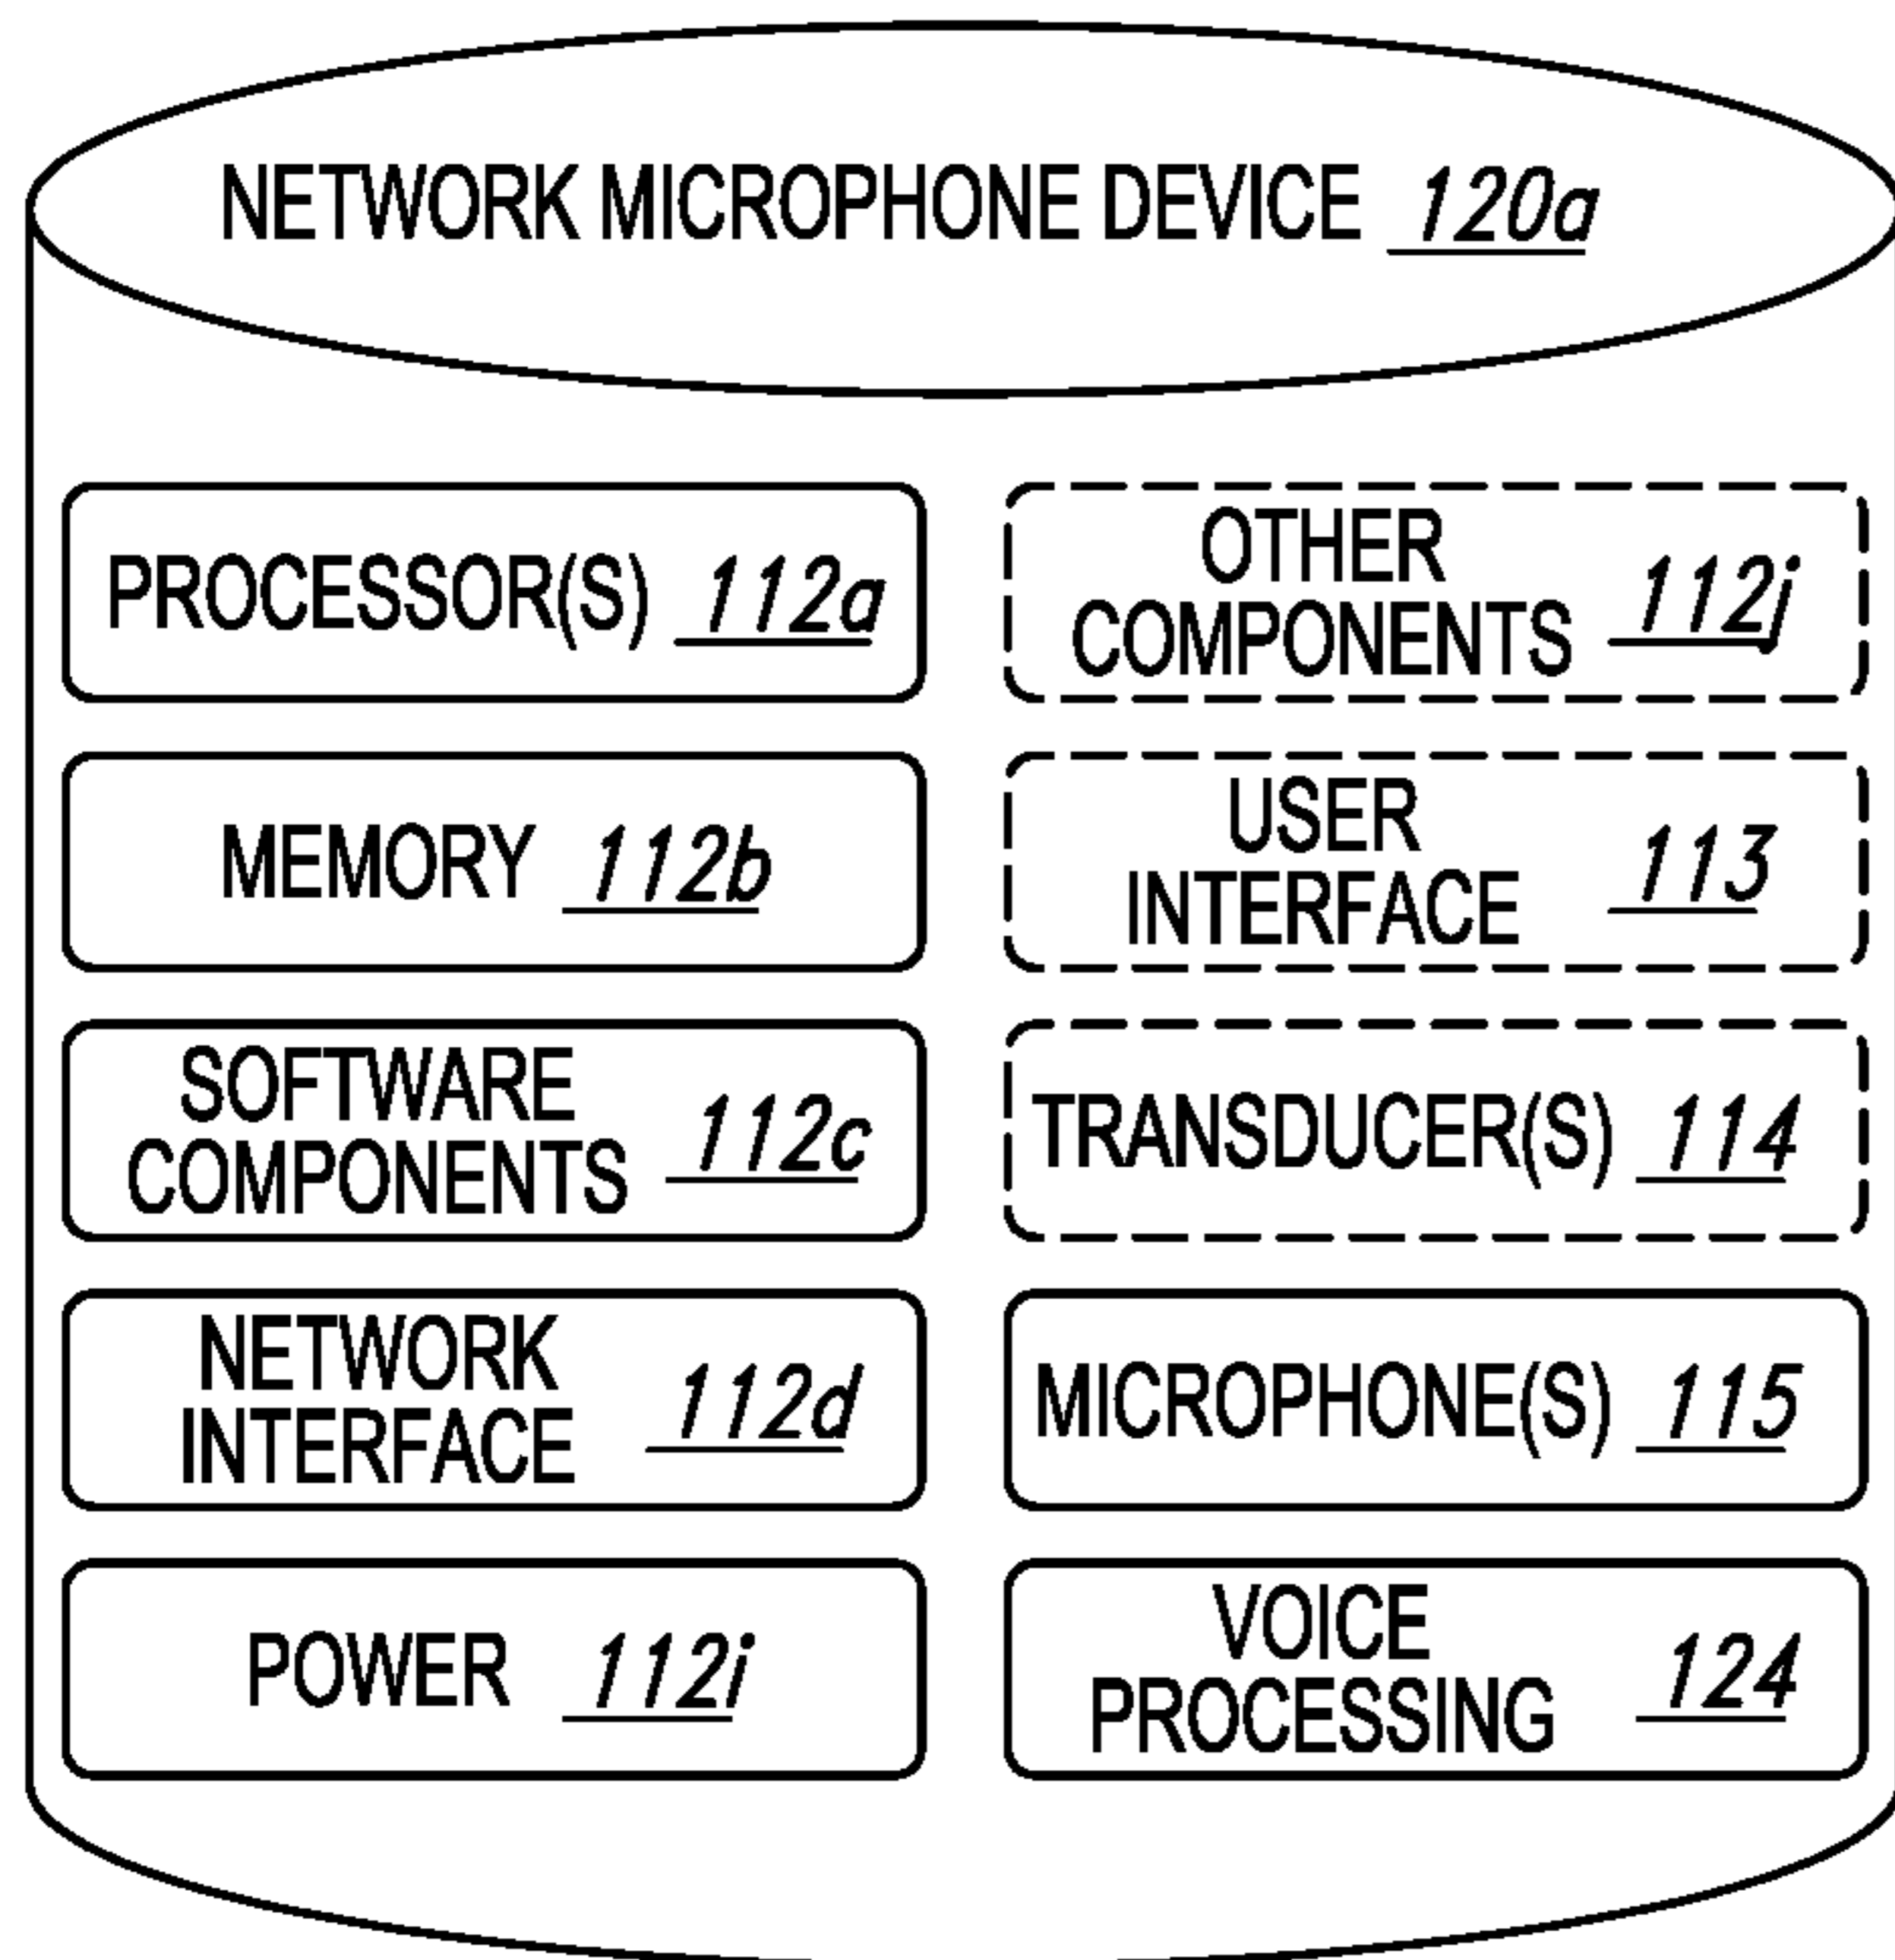 NETWORK MICROPHONE DEVICE 120a
PROCESSOR(S) 112a
MEMORY 112b
SOFTWARE
COMPONENTS 112c
NETWORK
INTERFACE 112d
POWER 112i
OTHER
COMPONENTS 112j
USER
INTERFACE 113
TRANSDUCER(S) 114
MICROPHONE(S) 115
VOICE
PROCESSING 124